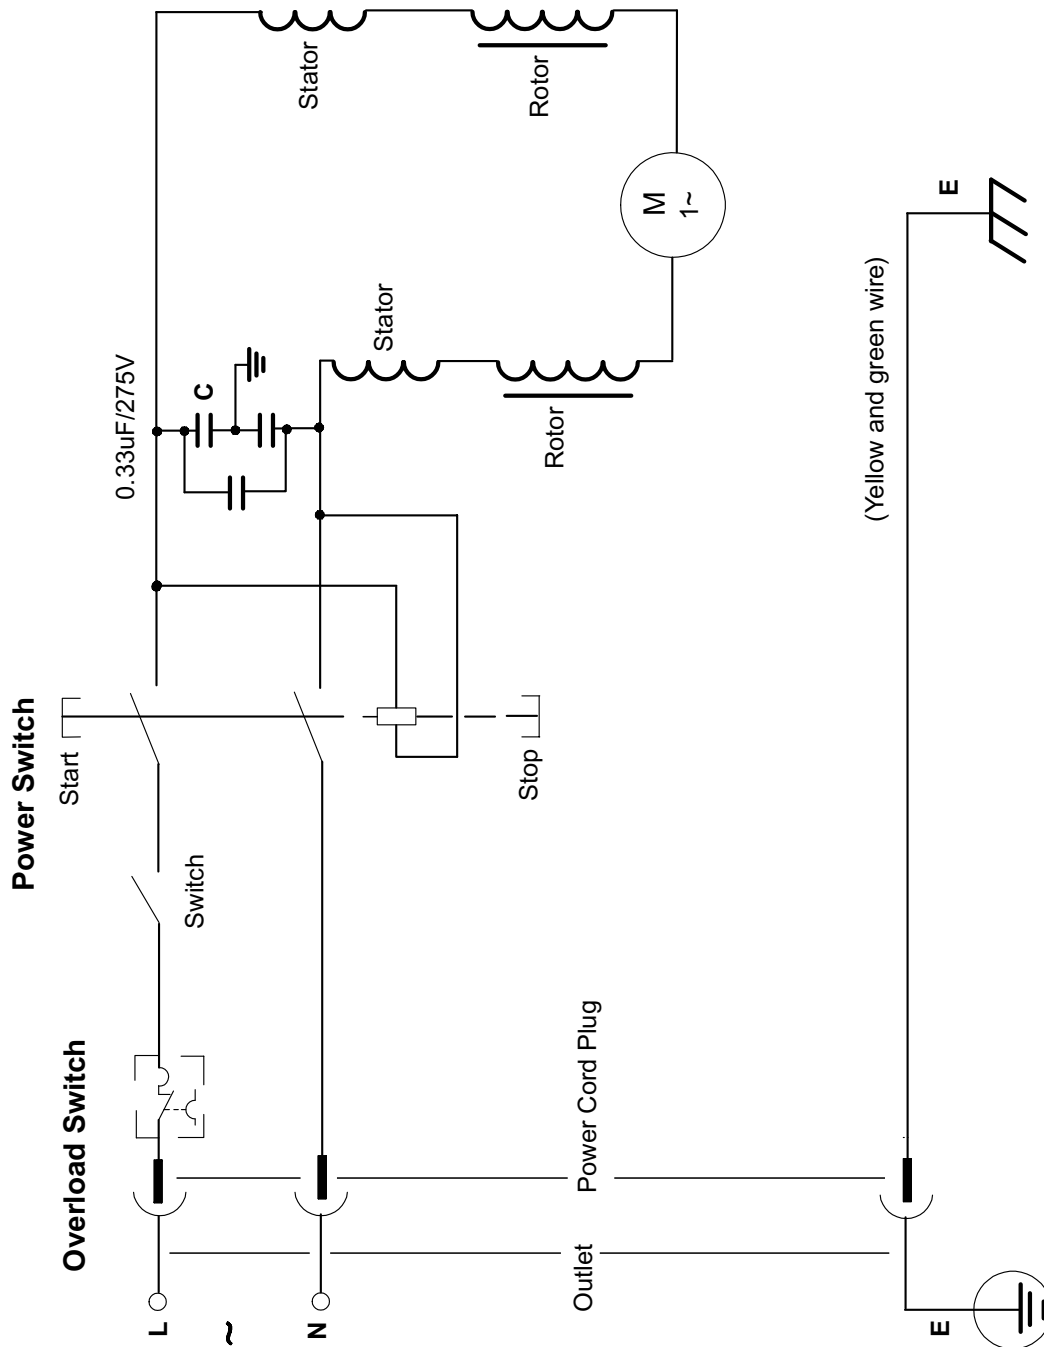 Power Switch
Overload Switch
Start
Stop
Switch
0.33uF/275V
C
Stator
Rotor
Stator
Rotor
M
1~
L
~
N
Outlet
Power Cord Plug
(Yellow and green wire)
E
E